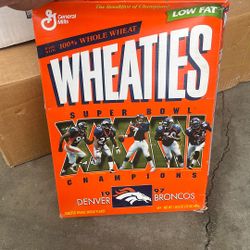 The Breakfast of Champions
General Mills
LOW FAT
100% WHOLE WHEAT
WHEATIES
SUPER BOWL
XXXII
CHAMPIONS
19 97
DENVER BRONCOS